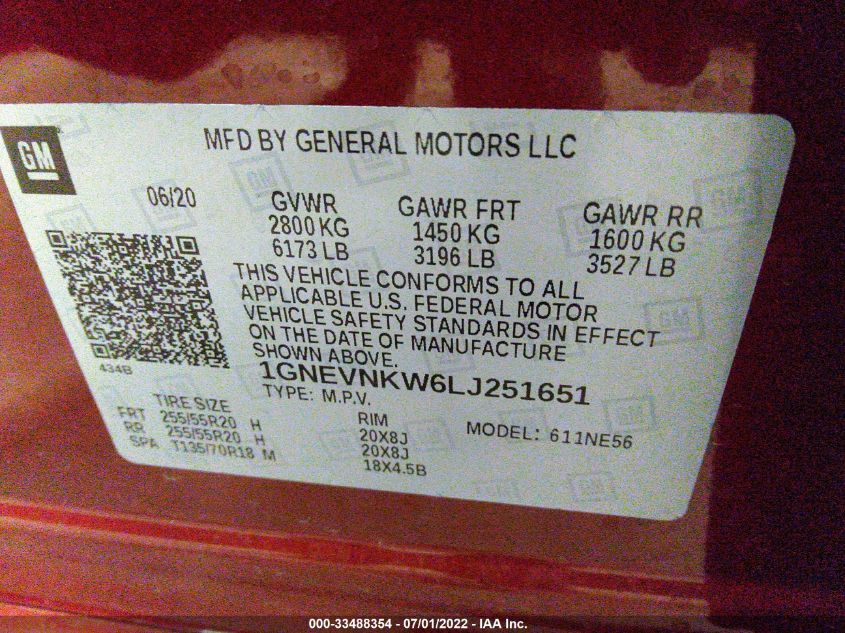 GM
MFD BY GENERAL MOTORS LLC
06/20
GVWR GAWR FRT GAWR RR
2800 KG 1450 KG 1600 KG
6173 LB 3196 LB 3527 LB
THIS VEHICLE CONFORMS TO ALL
APPLICABLE U.S. FEDERAL MOTOR
VEHICLE SAFETY STANDARDS IN EFFECT
ON THE DATE OF MANUFACTURE
SHOWN ABOVE.
434B
1GNEVNKW6LJ251651
TYPE: M.P.V.
TIRE SIZE RIM MODEL: 611NE56
FRT 255/55R20 H 20X8J
RR 255/55R20 H 20X8J
SPA T135/70R18 M 18X4.5B
000-33488354 - 07/01/2022 - IAA Inc.